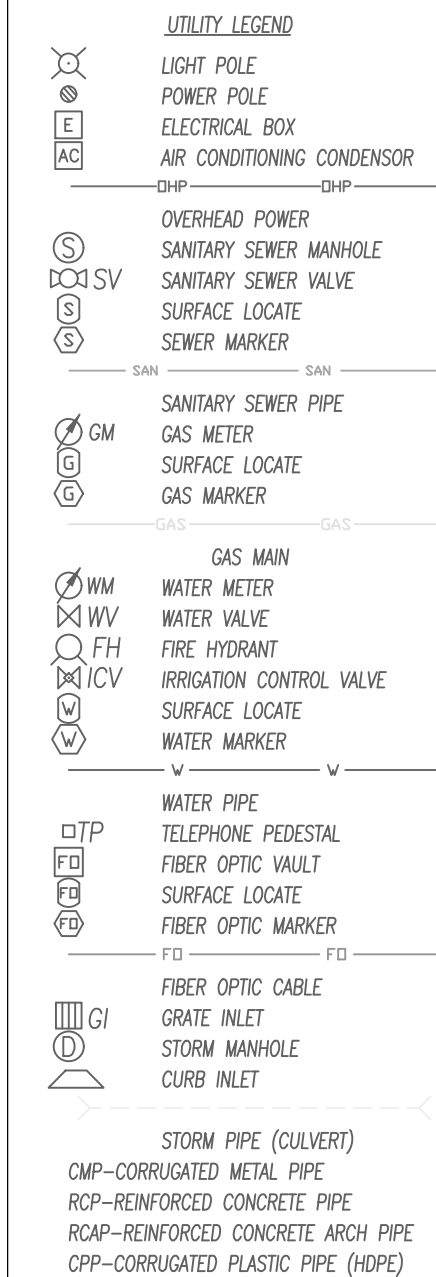 UTILITY LEGEND
LIGHT POLE
POWER POLE
E ELECTRICAL BOX
AC AIR CONDITIONING CONDENSOR
OHP OHP
OVERHEAD POWER
S SANITARY SEWER MANHOLE
SV SANITARY SEWER VALVE
S SURFACE LOCATE
S SEWER MARKER
SAN SAN
SANITARY SEWER PIPE
GM GAS METER
G SURFACE LOCATE
G GAS MARKER
GAS GAS
GAS MAIN
WM WATER METER
WV WATER VALVE
FH FIRE HYDRANT
ICV IRRIGATION CONTROL VALVE
W SURFACE LOCATE
W WATER MARKER
W W
WATER PIPE
TP TELEPHONE PEDESTAL
FO FIBER OPTIC VAULT
FO SURFACE LOCATE
FO FIBER OPTIC MARKER
FO FO
FIBER OPTIC CABLE
GI GRATE INLET
D STORM MANHOLE
CURB INLET
STORM PIPE (CULVERT)
CMP-CORRUGATED METAL PIPE
RCP-REINFORCED CONCRETE PIPE
RCAP-REINFORCED CONCRETE ARCH PIPE
CPP-CORRUGATED PLASTIC PIPE (HDPE)